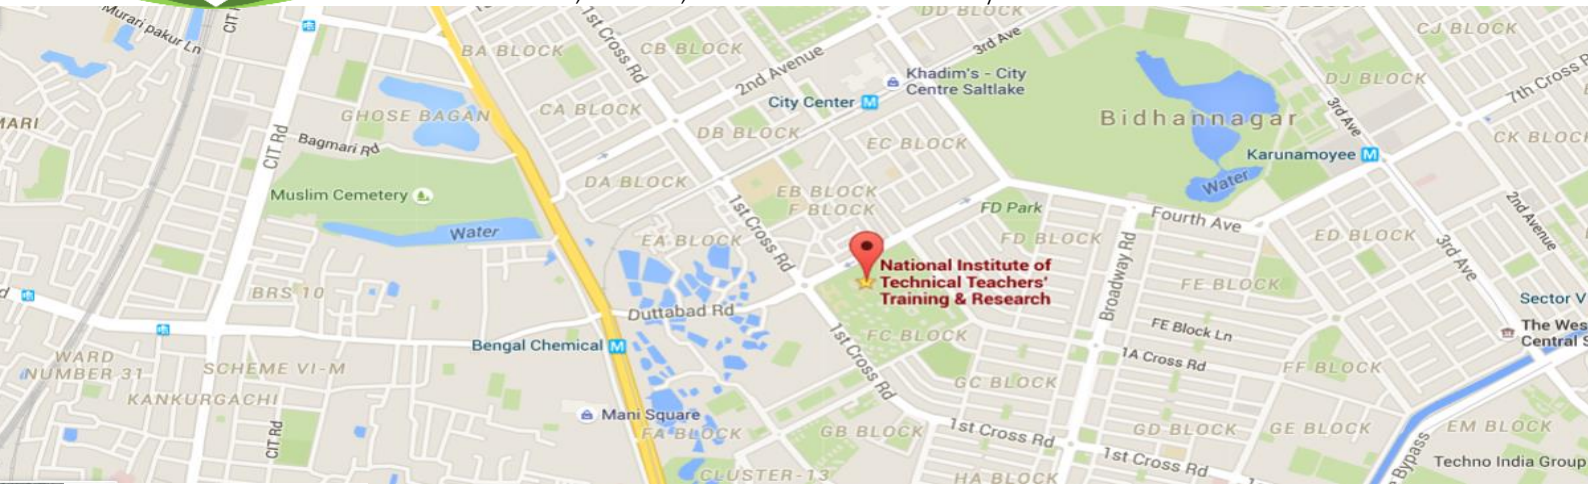 Murari pakur Ln
CIT R
1st Cross Rd
DD BLOCK
BA BLOCK
CB BLOCK
3rd Ave
CJ BLOCK
2nd Avenue
Khadim's - City
Centre Saltlake
DJ BLOCK
7th Cross R
City Center M
GHOSE BAGAN
CA BLOCK
3rd Ave
MARI
CIT Rd
Bagmari Rd
DB BLOCK
Bidhannagar
EC BLOCK
CK BLOCK
Karunamoyee M
Muslim Cemetery
DA BLOCK
EB BLOCK
F BLOCK
Water
1st Cross Rd
FD Park
Fourth Ave
2nd Avenue
Water
EA BLOCK
FD BLOCK
ED BLOCK
3rd Ave
National Institute of
Technical Teachers'
Training & Research
Broadway Rd
FE BLOCK
BRS 10
Sector V
Duttabad Rd
FE Block Ln
The Wes
Central S
Bengal Chemical M
1st Cross Rd
FC BLOCK
1A Cross Rd
WARD
NUMBER 31
SCHEME VI-M
FF BLOCK
GC BLOCK
KANKURGACHI
Mani Square
CIT Rd
FA BLOCK
GB BLOCK
1st Cross Rd
GD BLOCK
GE BLOCK
EM BLOCK
1st Cross Rd
Bypass
Techno India Group
CLUSTER-13
HA BLOCK